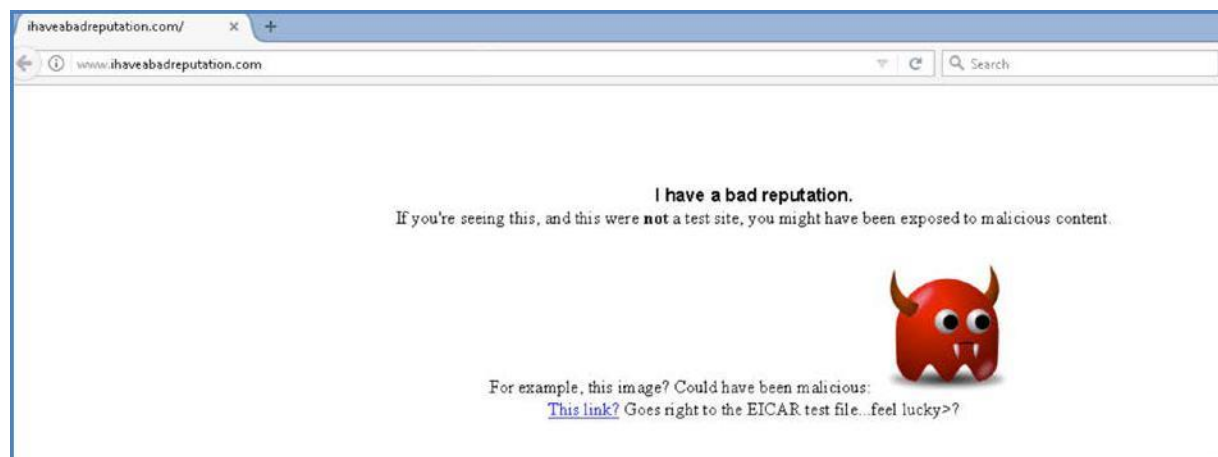 ihaveabadreputation.com/
www.ihaveabadreputation.com
Search
I have a bad reputation.
If you're seeing this, and this were not a test site, you might have been exposed to malicious content.
For example, this image? Could have been malicious:
This link? Goes right to the EICAR test file...feel lucky>?